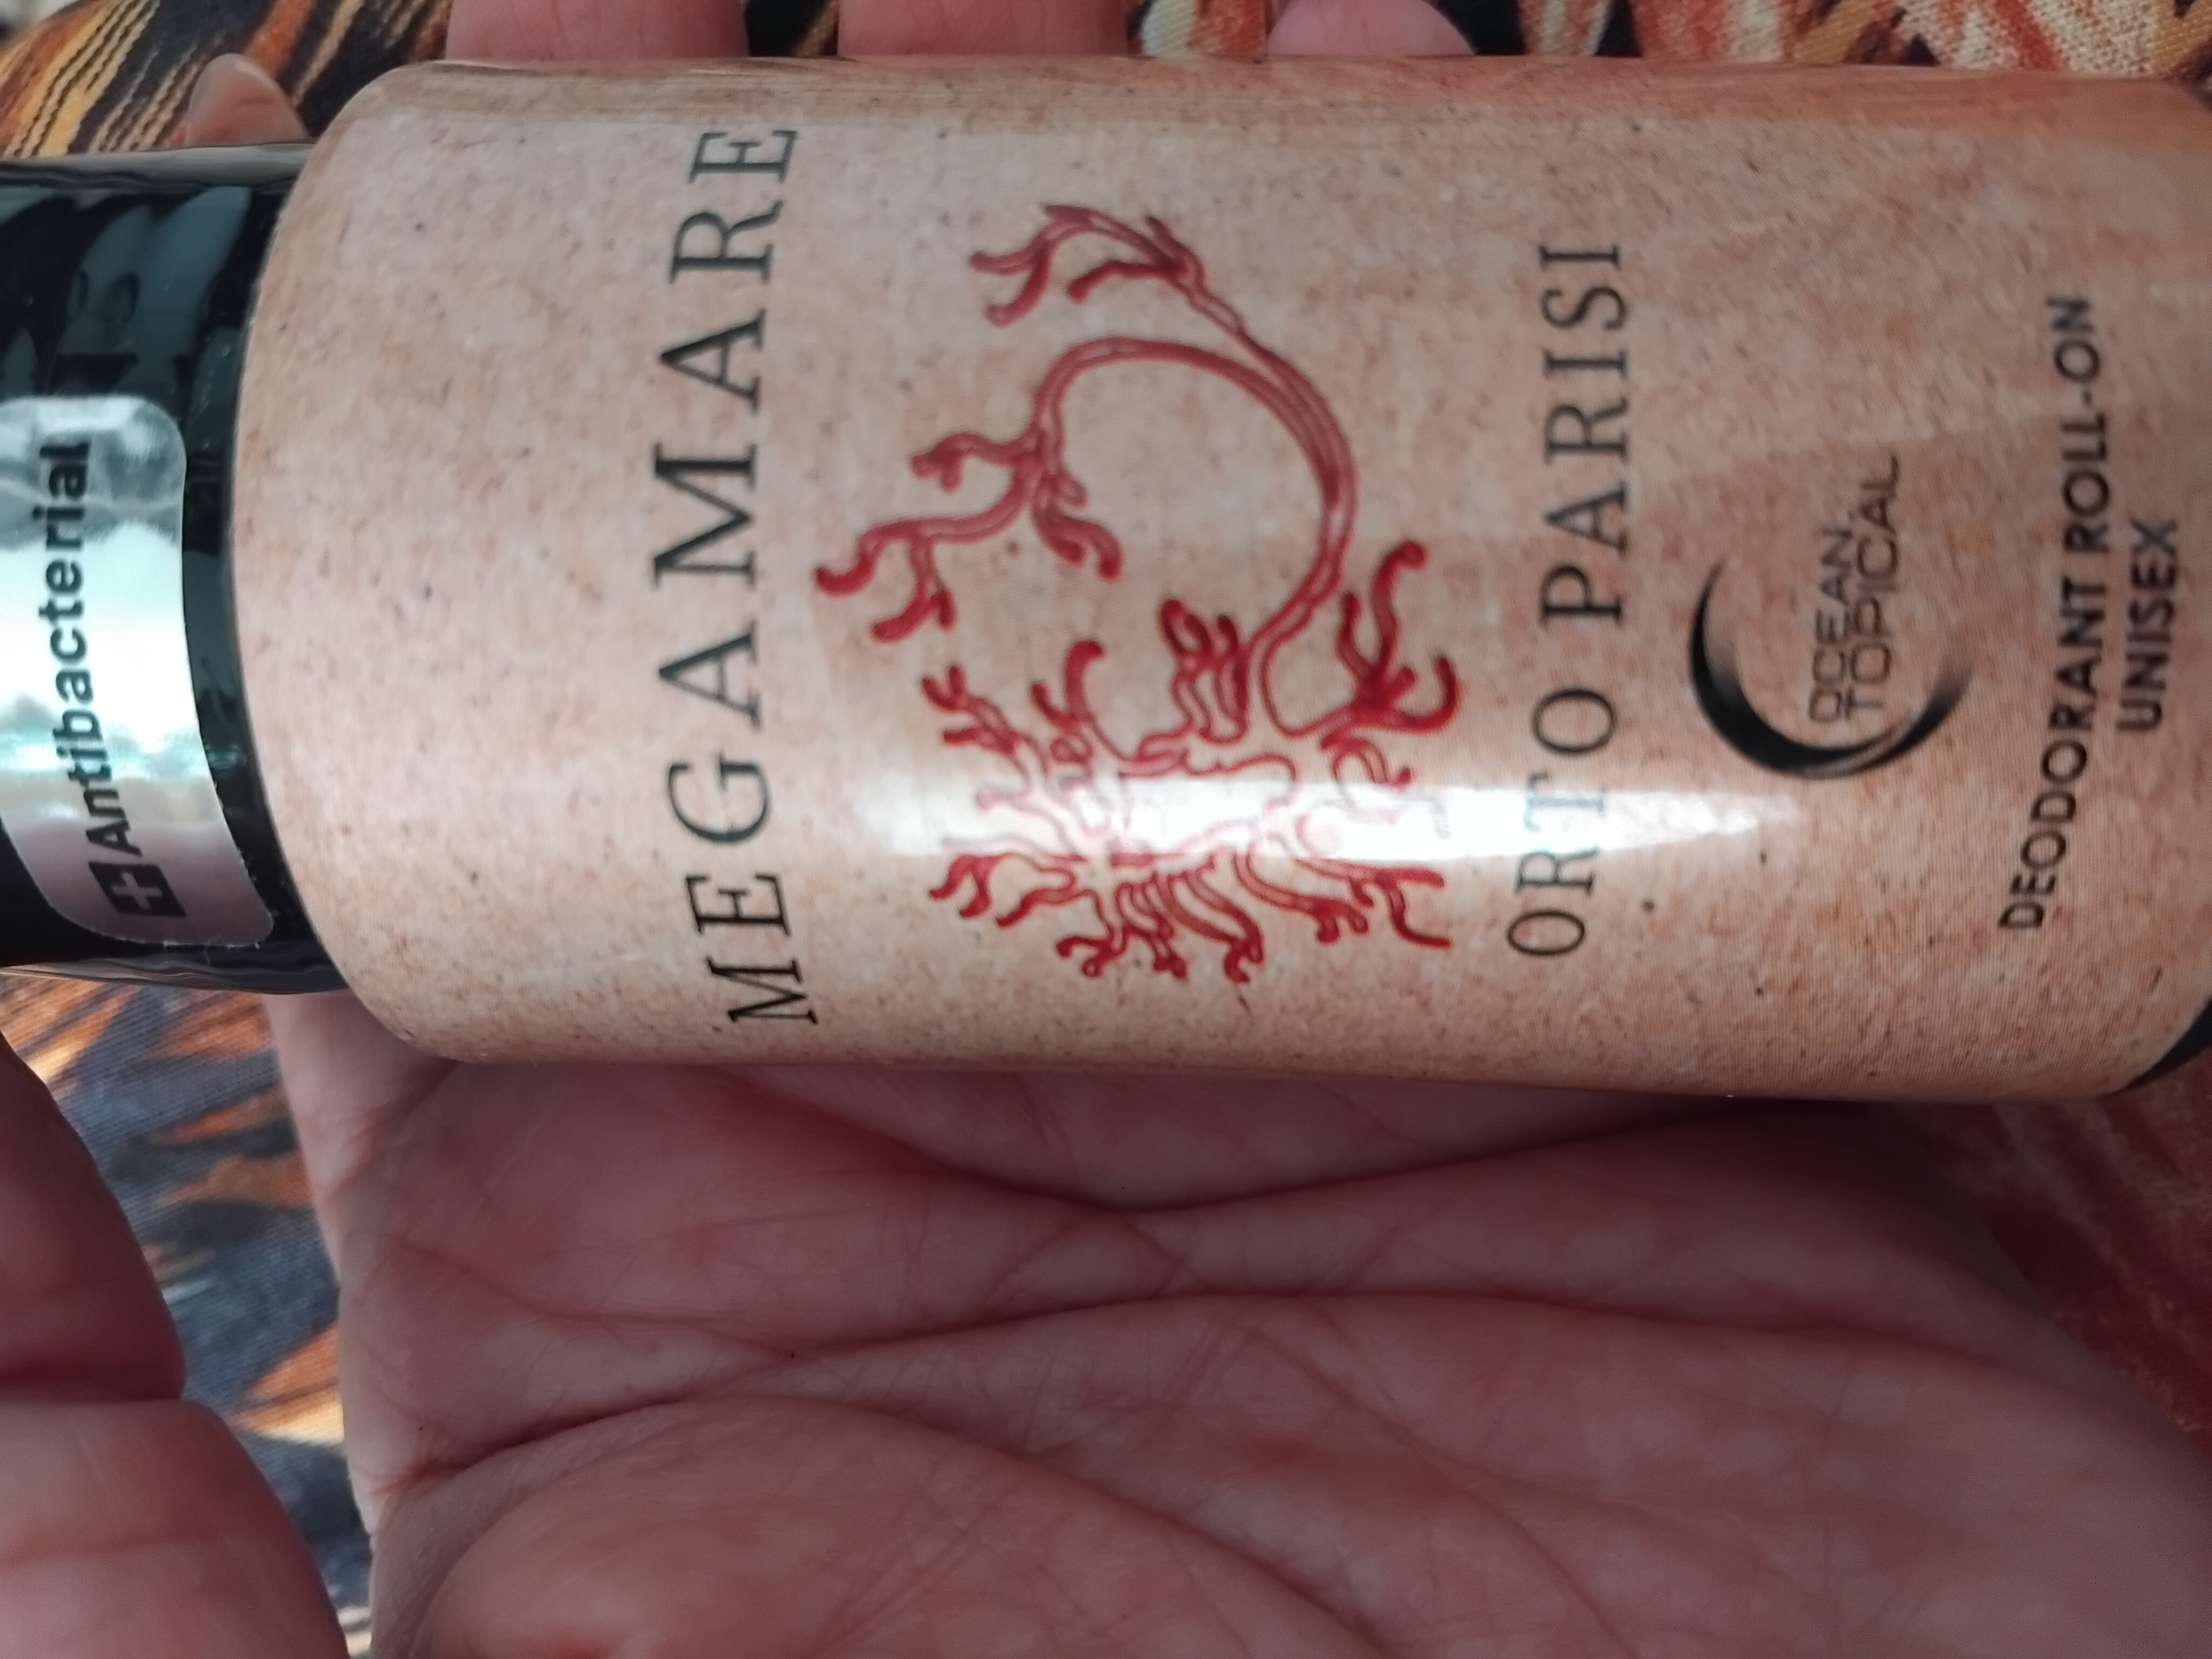 Antibacterial
MEGAMARE
ORTO PARISI
OCEAN
TOPICAL
DEODORANT ROLL-ON
UNISEX